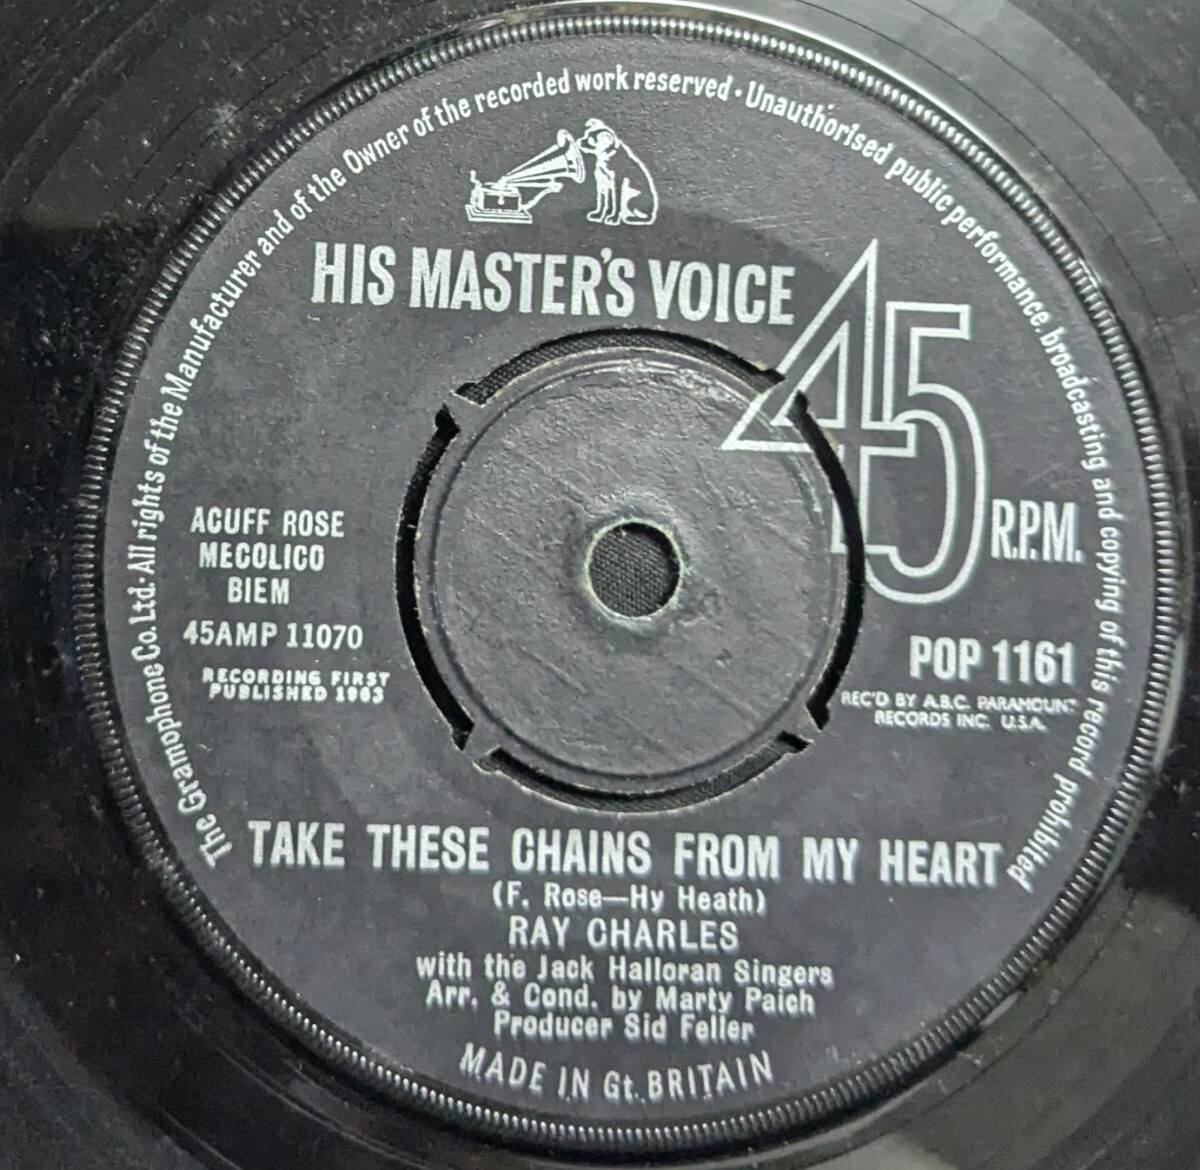 The Gramophone Co. Ltd. · All rights of the Manufacturer and of the Owner of the recorded work reserved · Unauthorised public performance, broadcasting and copying of this record prohibited
HIS MASTER'S VOICE
45
R.P.M.
ACUFF ROSE
MECOLICO
BIEM
45AMP 11070
RECORDING FIRST
PUBLISHED 1963
POP 1161
REC'D BY A.B.C. PARAMOUNT
RECORDS INC. U.S.A.
TAKE THESE CHAINS FROM MY HEART
(F. Rose—Hy Heath)
RAY CHARLES
with the Jack Halloran Singers
Arr. & Cond. by Marty Paich
Producer Sid Feller
MADE IN Gt. BRITAIN